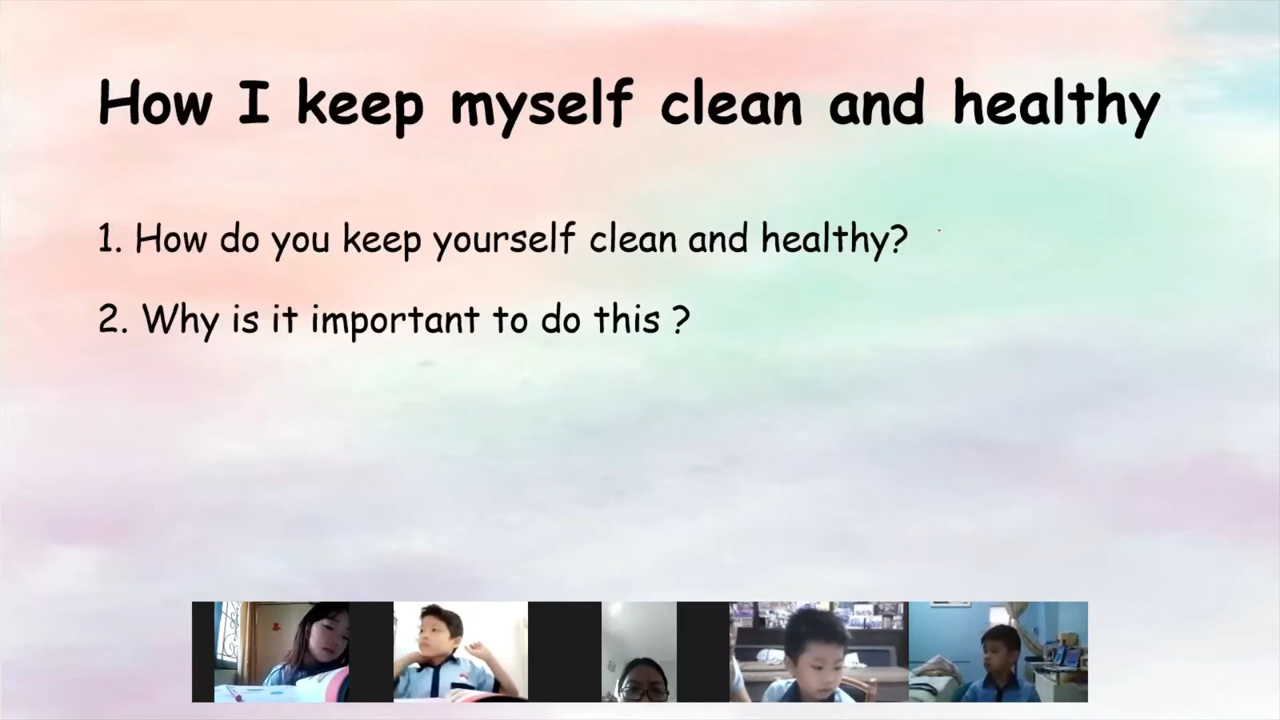 How I keep myself clean and healthy
1. How do you keep yourself clean and healthy?
2. Why is it important to do this ?